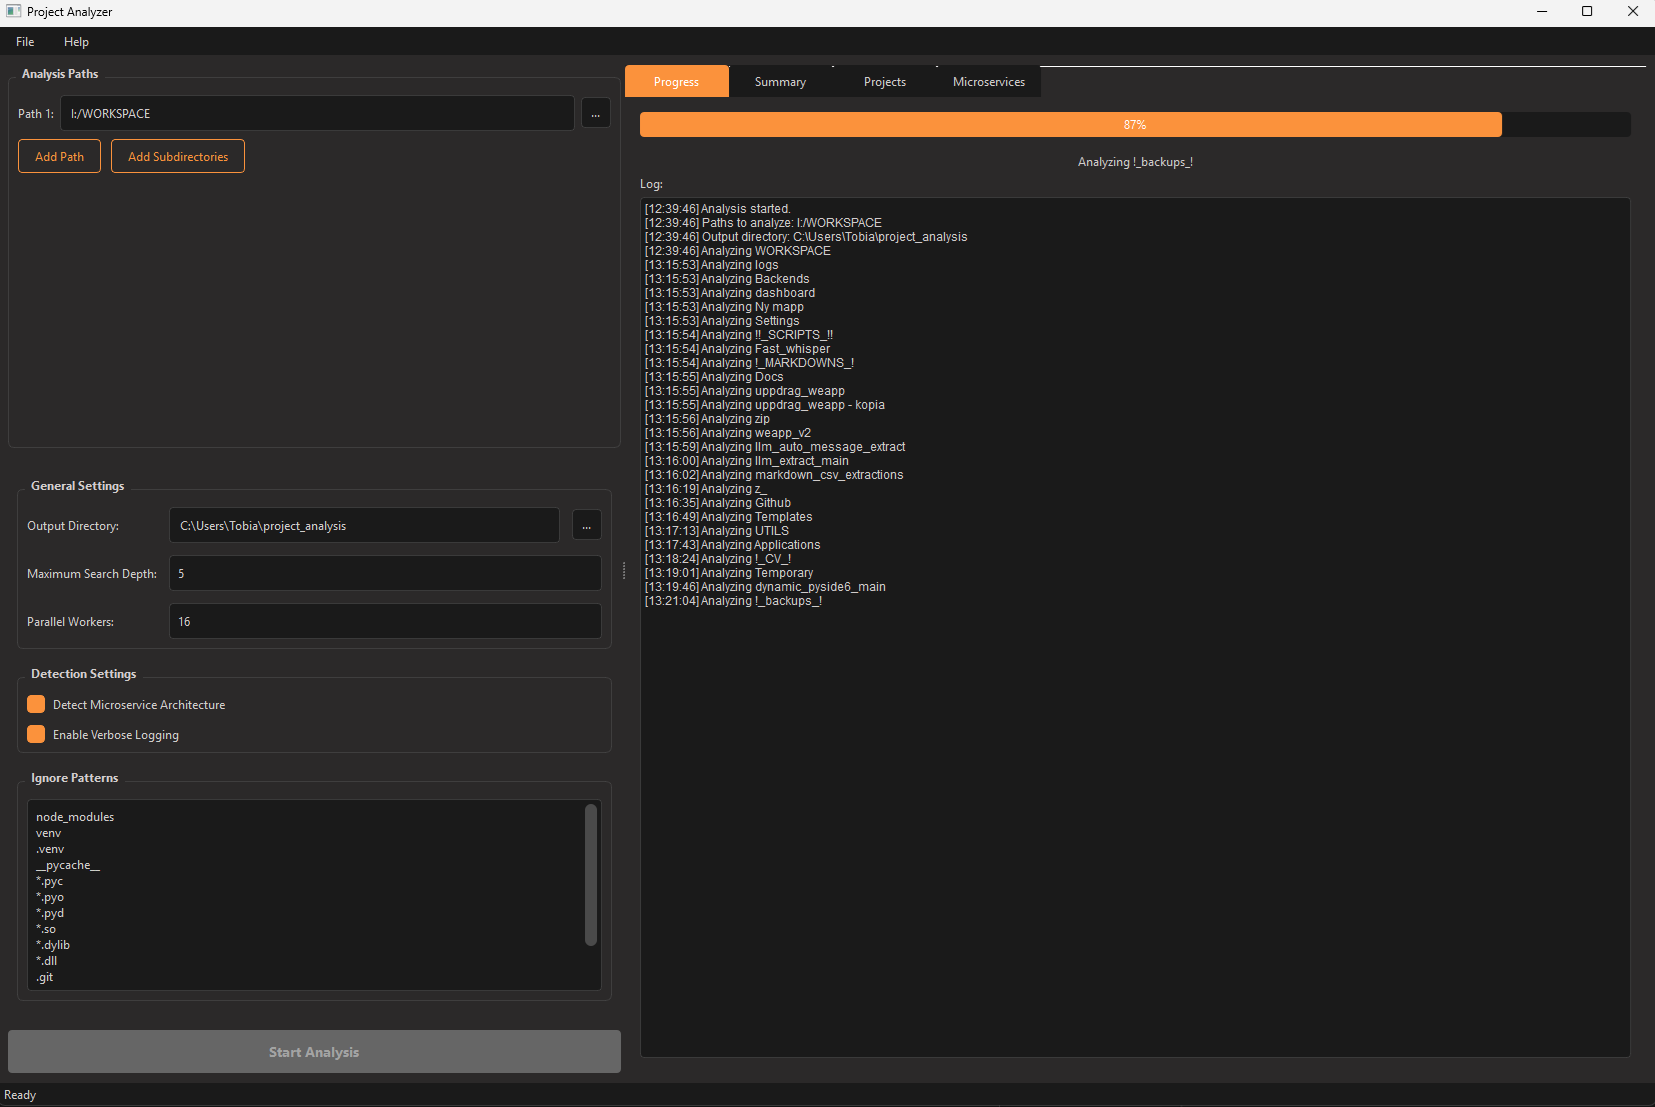 Project Analyzer
File Help
Analysis Paths
Path 1: I:/WORKSPACE ...
Add Path Add Subdirectories
General Settings
Output Directory: C:\Users\Tobia\project_analysis ...
Maximum Search Depth: 5
Parallel Workers: 16
Detection Settings
Detect Microservice Architecture
Enable Verbose Logging
Ignore Patterns
node_modules
venv
.venv
__pycache__
*.pyc
*.pyo
*.pyd
*.so
*.dylib
*.dll
.git
Start Analysis
Progress Summary Projects Microservices
87%
Analyzing !_backups_!
Log:
[12:39:46] Analysis started.
[12:39:46] Paths to analyze: I:/WORKSPACE
[12:39:46] Output directory: C:\Users\Tobia\project_analysis
[12:39:46] Analyzing WORKSPACE
[13:15:53] Analyzing logs
[13:15:53] Analyzing Backends
[13:15:53] Analyzing dashboard
[13:15:53] Analyzing Ny mapp
[13:15:53] Analyzing Settings
[13:15:54] Analyzing !!_SCRIPTS_!!
[13:15:54] Analyzing Fast_whisper
[13:15:54] Analyzing !_MARKDOWNS_!
[13:15:55] Analyzing Docs
[13:15:55] Analyzing uppdrag_weapp
[13:15:55] Analyzing uppdrag_weapp - kopia
[13:15:56] Analyzing zip
[13:15:56] Analyzing weapp_v2
[13:15:59] Analyzing llm_auto_message_extract
[13:16:00] Analyzing llm_extract_main
[13:16:02] Analyzing markdown_csv_extractions
[13:16:19] Analyzing z_
[13:16:35] Analyzing Github
[13:16:49] Analyzing Templates
[13:17:13] Analyzing UTILS
[13:17:43] Analyzing Applications
[13:18:24] Analyzing !_CV_!
[13:19:01] Analyzing Temporary
[13:19:46] Analyzing dynamic_pyside6_main
[13:21:04] Analyzing !_backups_!
Ready